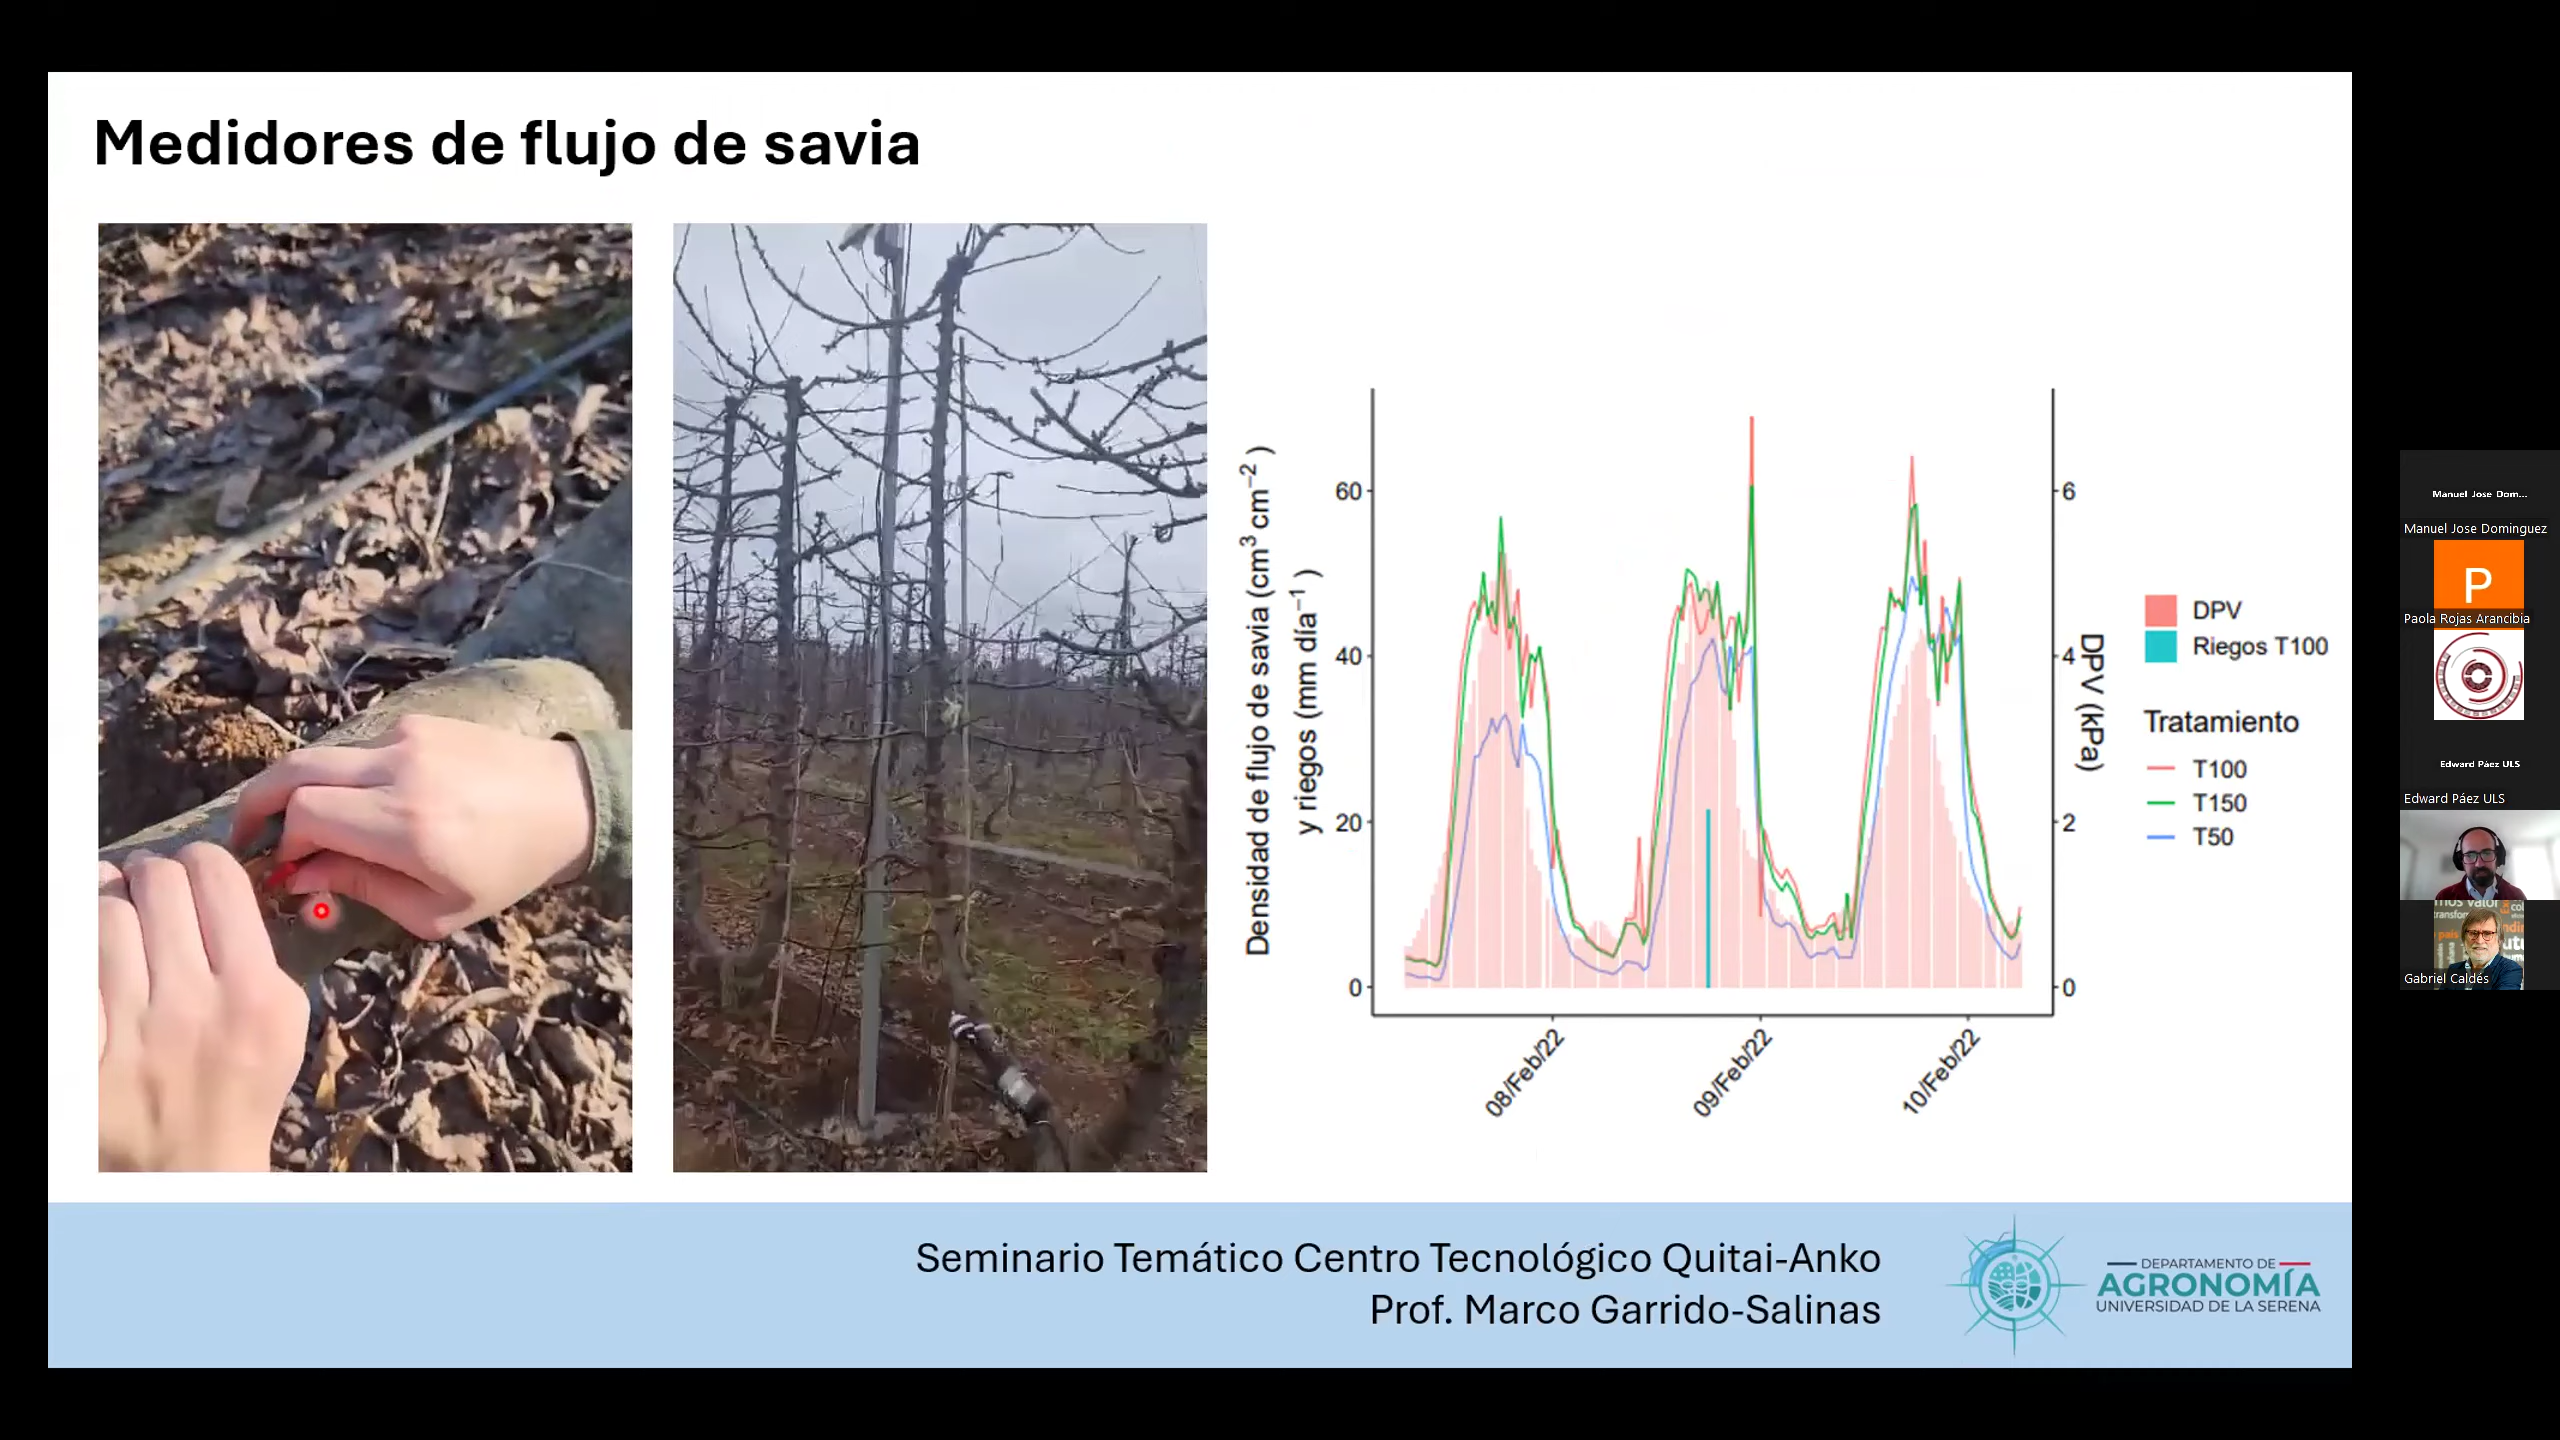 Medidores de flujo de savia
Densidad de flujo de savia (cm³ cm⁻² )
y riegos (mm día⁻¹ )
60
40
20
0
6
4
2
0
DPV (kPa)
08/Feb/22
09/Feb/22
10/Feb/22
DPV
Riegos T100
Tratamiento
T100
T150
T50
Seminario Temático Centro Tecnológico Quitai-Anko
Prof. Marco Garrido-Salinas
DEPARTAMENTO DE
AGRONOMÍA
UNIVERSIDAD DE LA SERENA
Manuel Jose Dom...
Manuel Jose Dominguez
P
Paola Rojas Arancibia
Edward Páez ULS
Edward Páez ULS
Gabriel Caldés